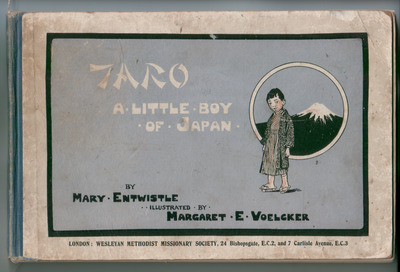 TARO
A·LITTLE·BOY
·OF·JAPAN·
BY
MARY·ENTWISTLE
··ILLUSTRATED·BY·
MARGARET·E·VOELCKER
LONDON: WESLEYAN METHODIST MISSIONARY SOCIETY, 24 Bishopsgate, E.C.2, and 7 Carlisle Avenue, E.C.3